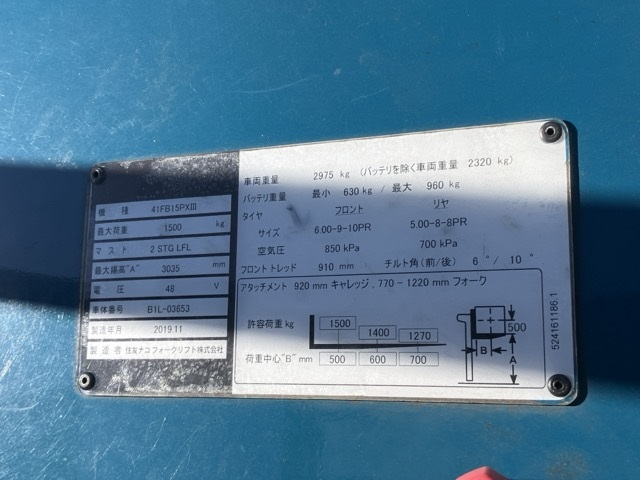 機 種 41FB15PXⅢ
最大荷重 1500 kg
マスト 2 STG LFL
最大揚高"A" 3035 mm
電 圧 48 V
車体番号 B1L-03653
製造年月 2019.11
製 造 者 住友ナコフォークリフト株式会社
車両重量 2975 kg (バッテリを除く車両重量 2320 kg)
バッテリ重量 最小 630 kg / 最大 960 kg
タイヤ フロント リヤ
サイズ 6.00-9-10PR 5.00-8-8PR
空気圧 850 kPa 700 kPa
フロントトレッド 910 mm チルト角(前/後) 6°/ 10°
アタッチメント 920 mm キャレッジ, 770 - 1220 mm フォーク
許容荷重 kg 1500 1400 1270
荷重中心"B" mm 500 600 700
500
B
A
524161186.1